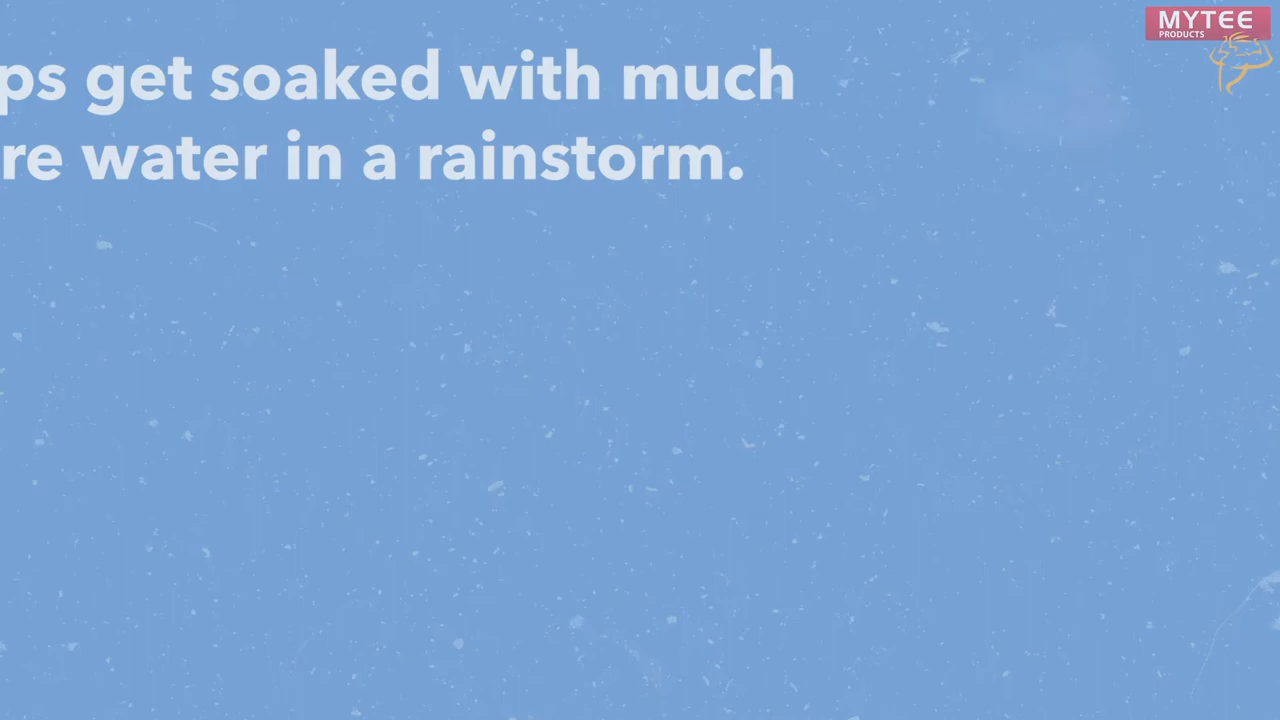 MYTEE
PRODUCTS
ps get soaked with much
re water in a rainstorm.